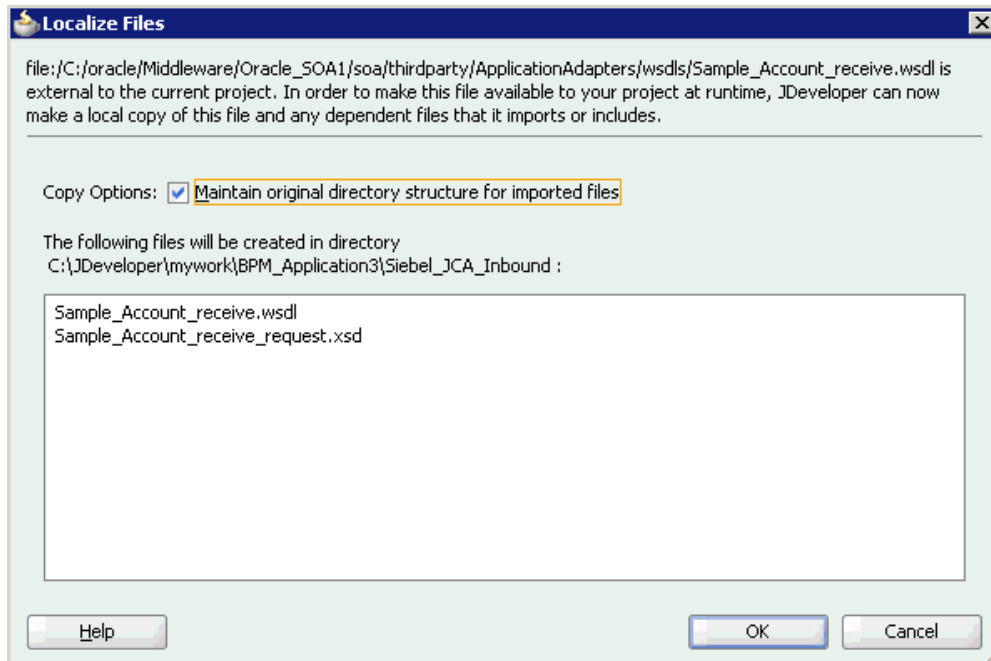 Localize Files
file:/C:/oracle/Middleware/Oracle_SOA1/soa/thirdparty/ApplicationAdapters/wsdls/Sample_Account_receive.wsdl is
external to the current project. In order to make this file available to your project at runtime, JDeveloper can now
make a local copy of this file and any dependent files that it imports or includes.
Copy Options: Maintain original directory structure for imported files
The following files will be created in directory
C:\JDeveloper\mywork\BPM_Application3\Siebel_JCA_Inbound :
Sample_Account_receive.wsdl
Sample_Account_receive_request.xsd
Help OK Cancel